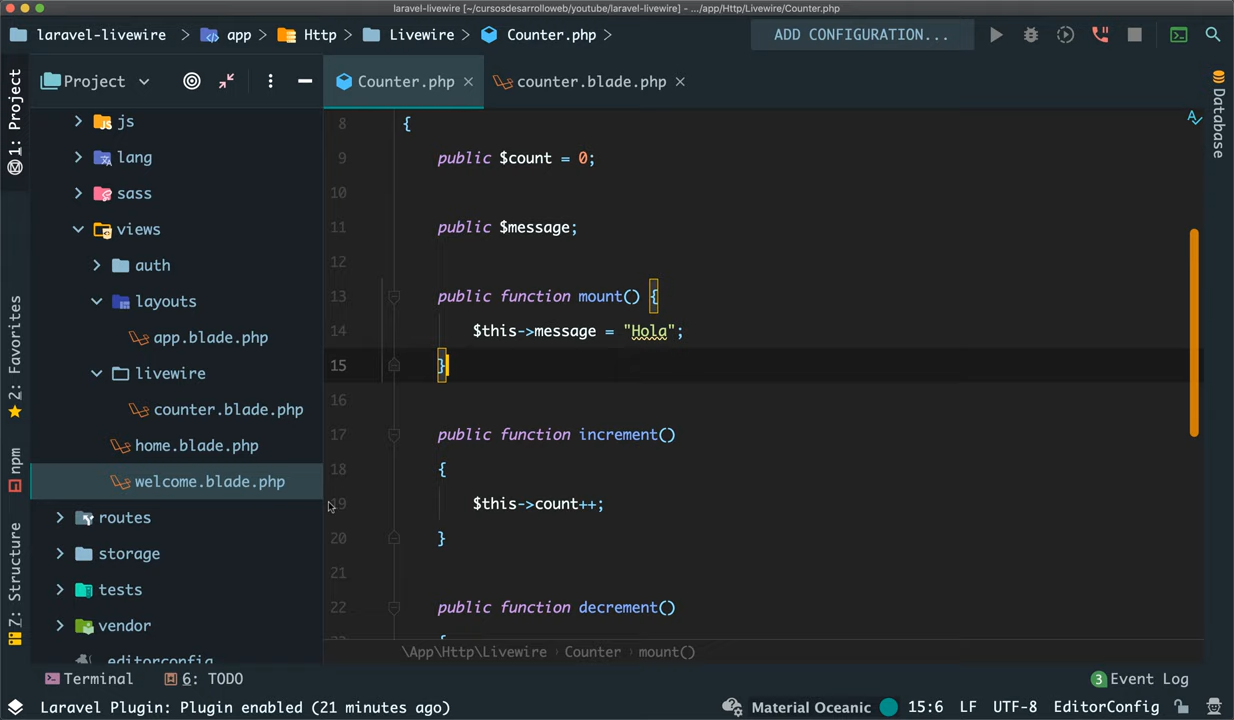 laravel-livewire [~/cursosdesarrolloweb/youtube/laravel-livewire] - .../app/Http/Livewire/Counter.php
laravel-livewire > app > Http > Livewire > Counter.php >
ADD CONFIGURATION...
Project
Counter.php ×
counter.blade.php ×
1: Project
2: Favorites
npm
7: Structure
Database
js
lang
sass
views
auth
layouts
app.blade.php
livewire
counter.blade.php
home.blade.php
welcome.blade.php
routes
storage
tests
vendor
.editorconfig
8 {
9 public $count = 0;
10
11 public $message;
12
13 public function mount() {
14 $this->message = "Hola";
15 }
16
17 public function increment()
18 {
19 $this->count++;
20 }
21
22 public function decrement()
{
\App\Http\Livewire > Counter > mount()
Terminal
6: TODO
3 Event Log
Laravel Plugin: Plugin enabled (21 minutes ago)
Material Oceanic
15:6 LF UTF-8 EditorConfig